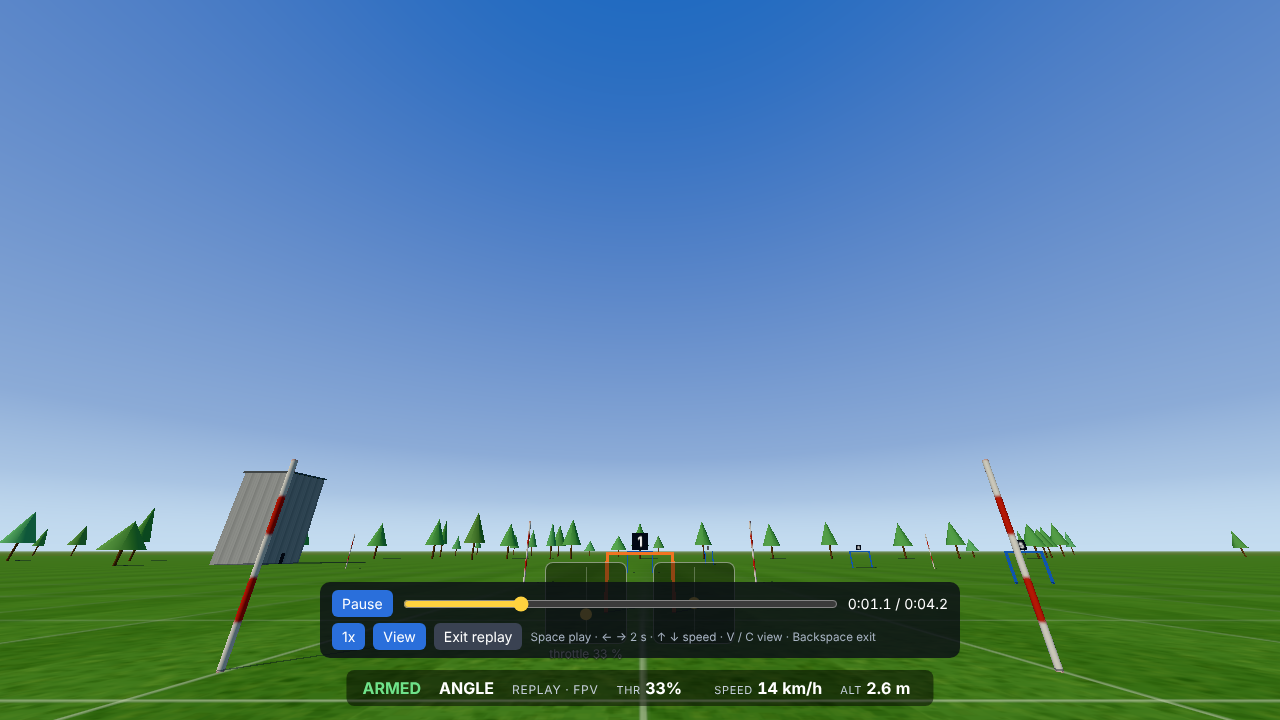 1
Pause 0:01.1 / 0:04.2
1x View Exit replay Space play · ← → 2 s · ↑ ↓ speed · V / C view · Backspace exit
throttle 33 %
ARMED ANGLE REPLAY · FPV THR 33% SPEED 14 km/h ALT 2.6 m